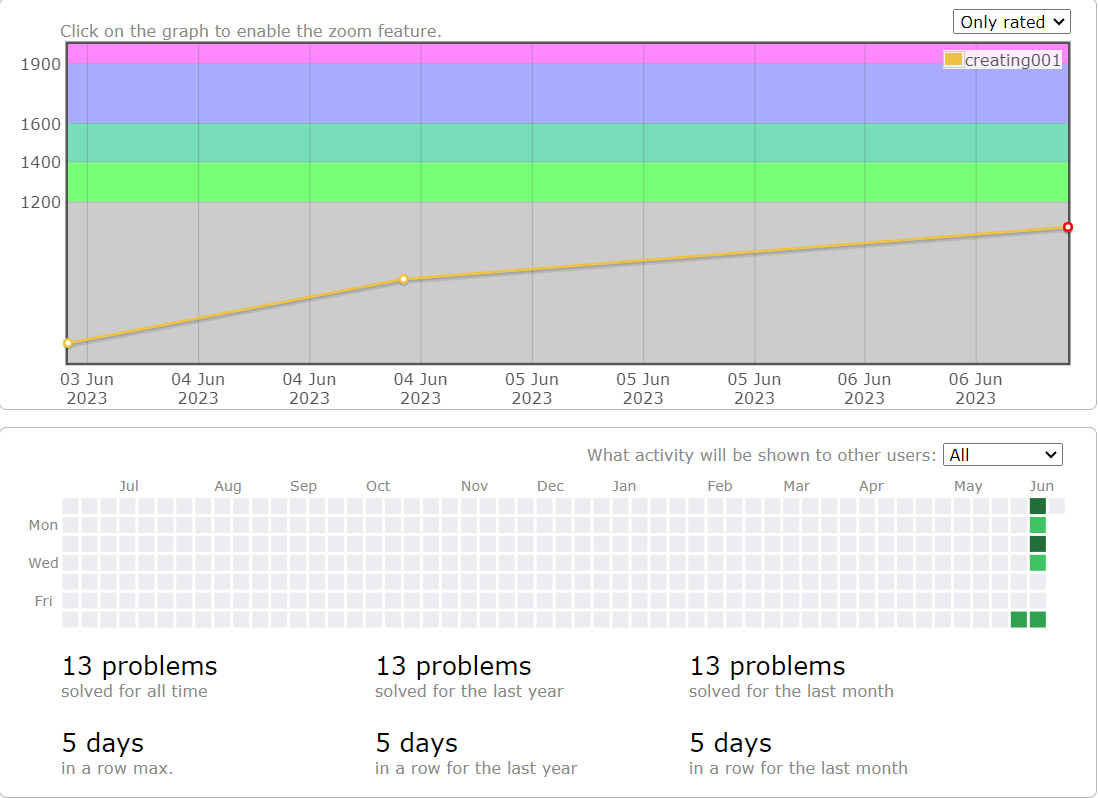 Click on the graph to enable the zoom feature.
Only rated
creating001
1900
1600
1400
1200
03 Jun 2023
04 Jun 2023
04 Jun 2023
04 Jun 2023
05 Jun 2023
05 Jun 2023
05 Jun 2023
06 Jun 2023
06 Jun 2023
What activity will be shown to other users: All
Jul Aug Sep Oct Nov Dec Jan Feb Mar Apr May Jun
Mon
Wed
Fri
13 problems
solved for all time
13 problems
solved for the last year
13 problems
solved for the last month
5 days
in a row max.
5 days
in a row for the last year
5 days
in a row for the last month